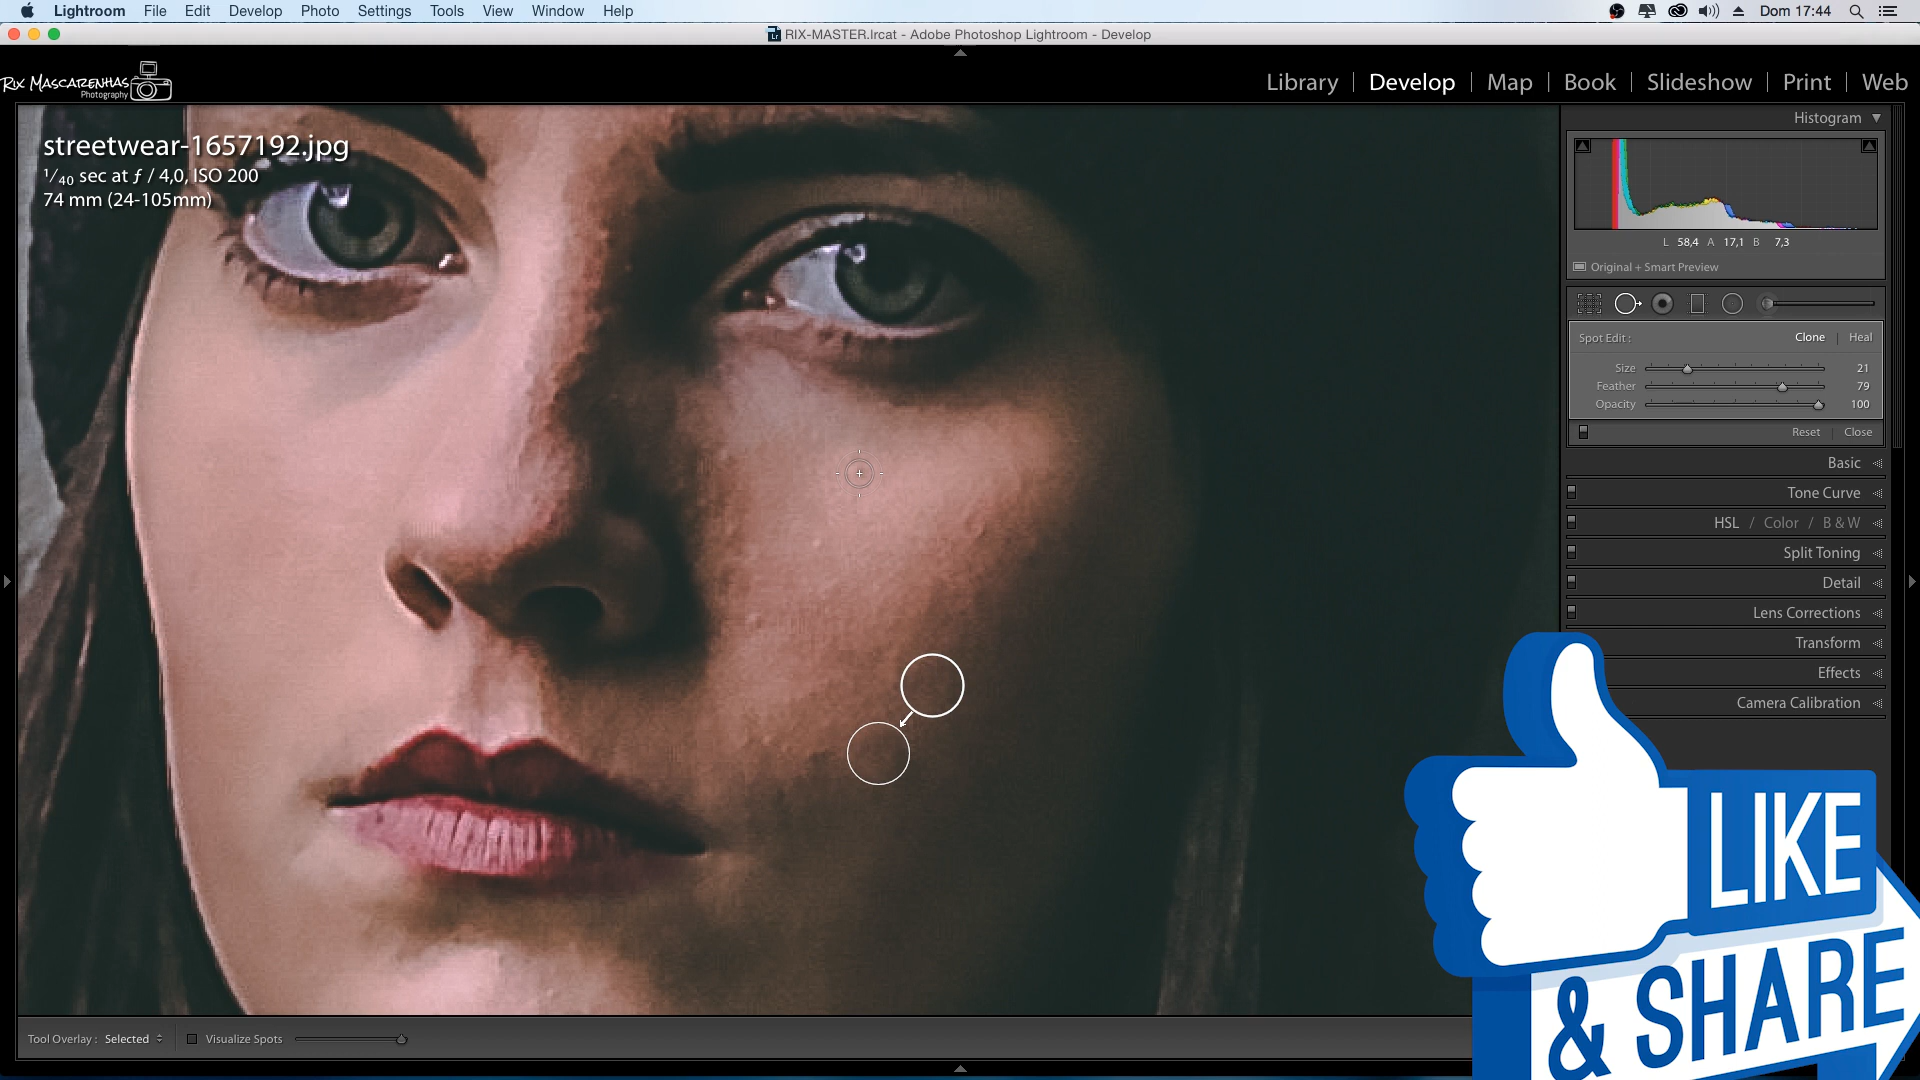 Lightroom File Edit Develop Photo Settings Tools View Window Help Dom 17:44
RIX-MASTER.lrcat - Adobe Photoshop Lightroom - Develop
RIX MASCARENHAS
Photography
Library Develop Map Book Slideshow Print Web
streetwear-1657192.jpg
1/40 sec at ƒ / 4,0, ISO 200
74 mm (24-105mm)
Histogram
L 58,4 A 17,1 B 7,3
Original + Smart Preview
Spot Edit : Clone Heal
Size 21
Feather 79
Opacity 100
Reset Close
Basic
Tone Curve
HSL / Color / B & W
Split Toning
Detail
Lens Corrections
Transform
Effects
Camera Calibration
LIKE
& SHARE
Tool Overlay : Selected Visualize Spots